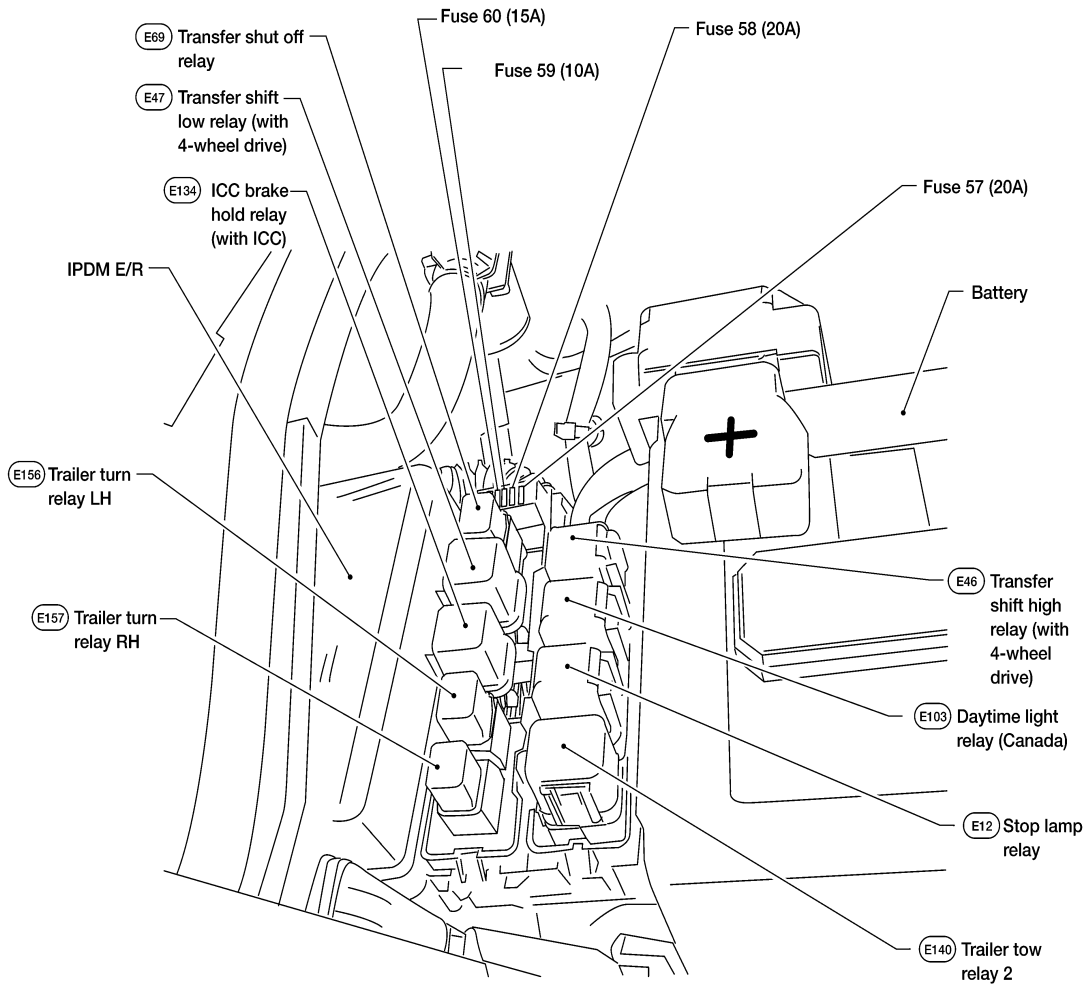 Fuse 60 (15A)
Fuse 58 (20A)
E69 Transfer shut off
relay
Fuse 59 (10A)
E47 Transfer shift
low relay (with
4-wheel drive)
E134 ICC brake
hold relay
(with ICC)
Fuse 57 (20A)
IPDM E/R
Battery
E156 Trailer turn
relay LH
E157 Trailer turn
relay RH
E46 Transfer
shift high
relay (with
4-wheel
drive)
E103 Daytime light
relay (Canada)
E12 Stop lamp
relay
E140 Trailer tow
relay 2